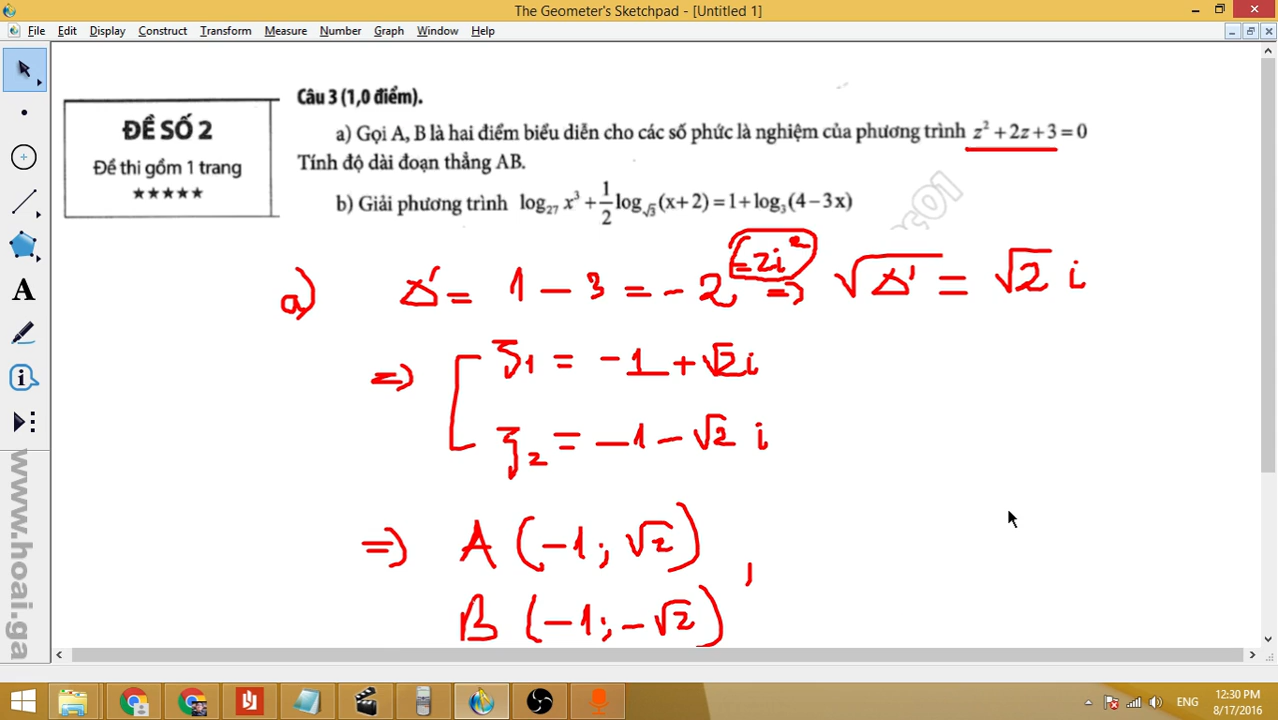 The Geometer's Sketchpad - [Untitled 1]
File Edit Display Construct Transform Measure Number Graph Window Help
ĐỀ SỐ 2
Đề thi gồm 1 trang
★★★★★
Câu 3 (1,0 điểm).
a) Gọi A, B là hai điểm biểu diễn cho các số phức là nghiệm của phương trình z² + 2z + 3 = 0
Tính độ dài đoạn thẳng AB.
b) Giải phương trình log₂₇ x³ + 1/2 log_√3 (x+2) = 1 + log₃ (4 − 3x)
a) Δ' = 1 − 3 = −2 = 2i² => √Δ' = √2 i
=> z₁ = −1 + √2 i
z₂ = −1 − √2 i
=> A (−1; √2) ,
B (−1; −√2)
A
www.hoai.ga
ENG
12:30 PM
8/17/2016